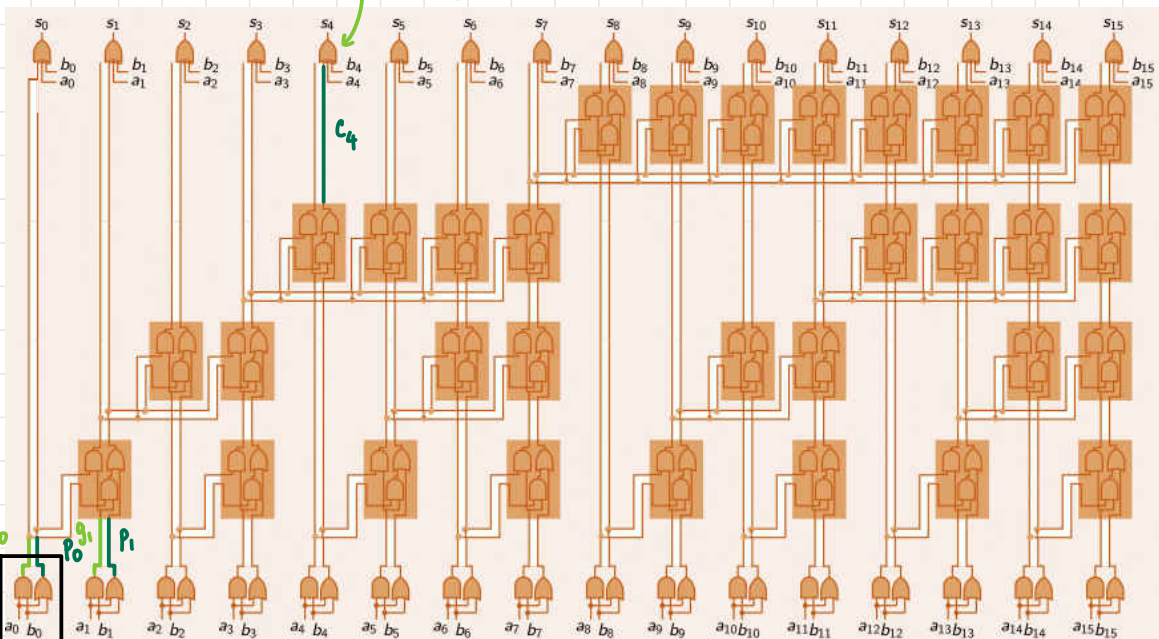 s0 s1 s2 s3 s4 s5 s6 s7 s8 s9 s10 s11 s12 s13 s14 s15
b0 b1 b2 b3 b4 b5 b6 b7 b8 b9 b10 b11 b12 b13 b14 b15
a0 a1 a2 a3 a4 a5 a6 a7 a8 a9 a10 a11 a12 a13 a14 a15
C4
P0 g1 P1
a0 b0 a1 b1 a2 b2 a3 b3 a4 b4 a5 b5 a6 b6 a7 b7 a8 b8 a9 b9 a10 b10 a11 b11 a12 b12 a13 b13 a14 b14 a15 b15